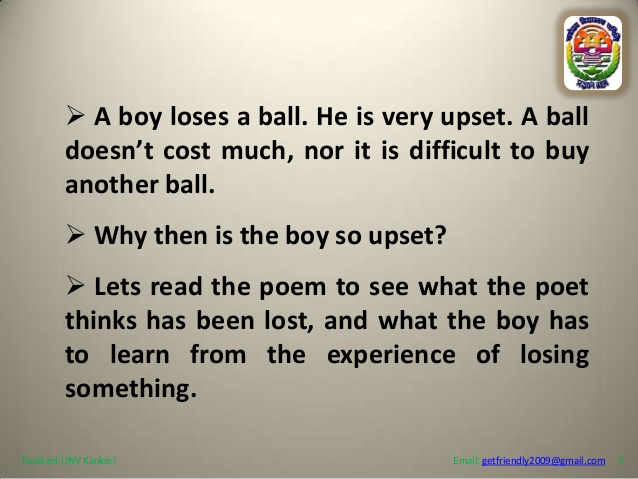 ➢ A boy loses a ball. He is very upset. A ball
doesn’t cost much, nor it is difficult to buy
another ball.
➢ Why then is the boy so upset?
➢ Lets read the poem to see what the poet
thinks has been lost, and what the boy has
to learn from the experience of losing
something.
Ravikant (JNV Kanker) Email: getfriendly2009@gmail.com